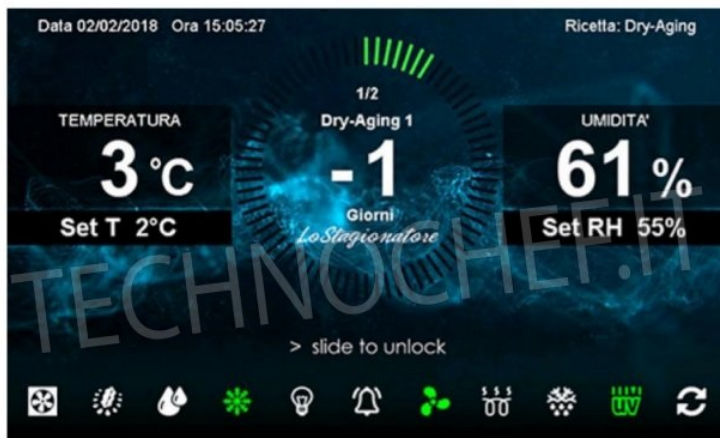 Data 02/02/2018 Ora 15:05:27
Ricetta: Dry-Aging
1/2
Dry-Aging 1
- 1
Giorni
LoStagionatore
TEMPERATURA
3 °C
Set T 2°C
UMIDITA'
61 %
Set RH 55%
TECHNOCHEF.IT
> slide to unlock
UV